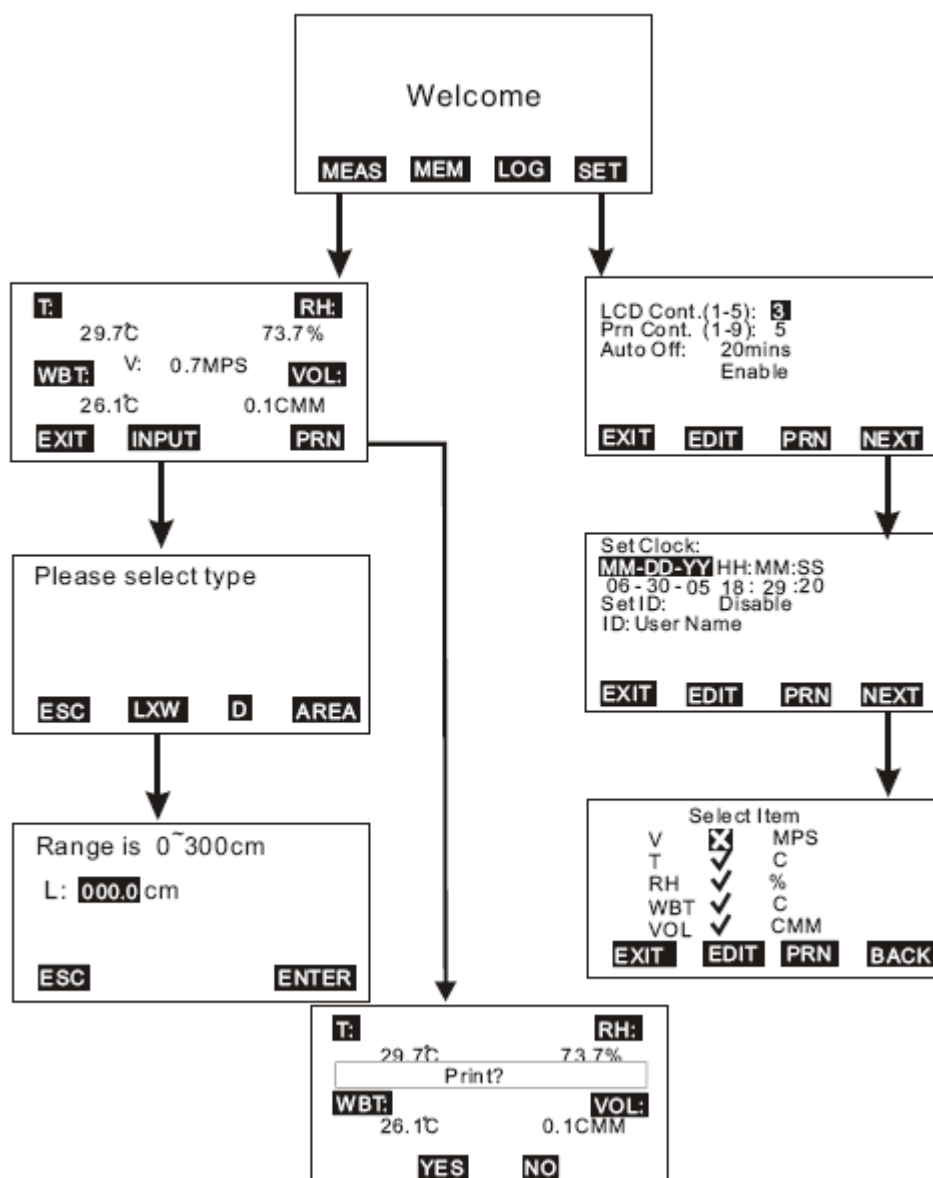 Welcome
MEAS MEM LOG SET
T: RH:
29.7℃ 73.7%
WBT: V: 0.7MPS VOL:
26.1℃ 0.1CMM
EXIT INPUT PRN
LCD Cont.(1-5): 3
Prn Cont. (1-9): 5
Auto Off: 20mins
Enable
EXIT EDIT PRN NEXT
Please select type
ESC LXW D AREA
Set Clock:
MM-DD-YY HH:MM:SS
06-30-05 18:29:20
Set ID: Disable
ID: User Name
EXIT EDIT PRN NEXT
Range is 0~300cm
L: 000.0 cm
ESC ENTER
Select Item
V X MPS
T ✓ C
RH ✓ %
WBT ✓ C
VOL ✓ CMM
EXIT EDIT PRN BACK
T: RH:
29.7℃ 73.7%
Print?
WBT: VOL:
26.1℃ 0.1CMM
YES NO